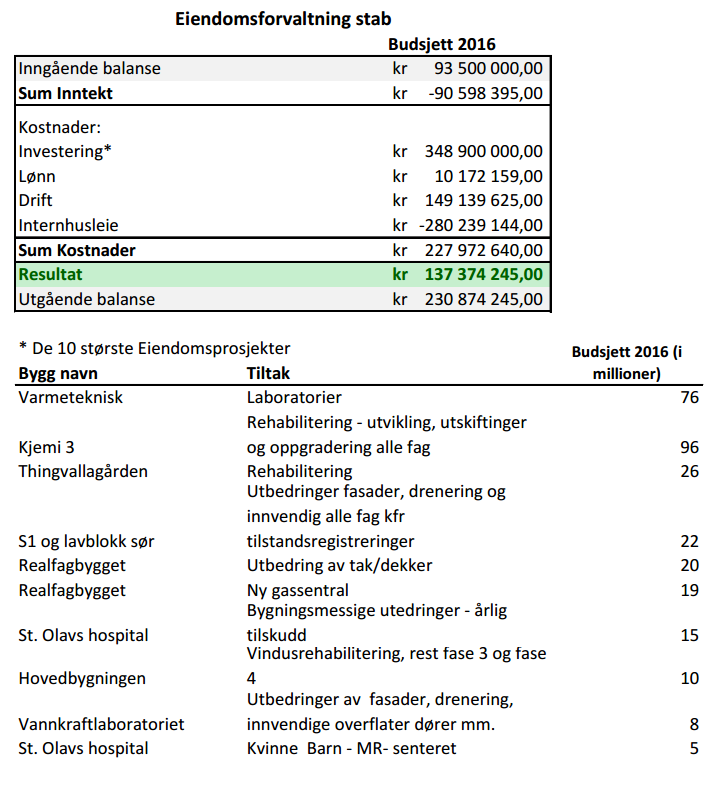 Eiendomsforvaltning stab
Budsjett 2016
Inngående balanse kr 93 500 000,00
Sum Inntekt kr -90 598 395,00
Kostnader:
Investering* kr 348 900 000,00
Lønn kr 10 172 159,00
Drift kr 149 139 625,00
Internhusleie kr -280 239 144,00
Sum Kostnader kr 227 972 640,00
Resultat kr 137 374 245,00
Utgående balanse kr 230 874 245,00
* De 10 største Eiendomsprosjekter
Budsjett 2016 (i
Bygg navn Tiltak millioner)
Varmeteknisk Laboratorier 76
Rehabilitering - utvikling, utskiftinger
Kjemi 3 og oppgradering alle fag 96
Thingvallagården Rehabilitering 26
Utbedringer fasader, drenering og
innvendig alle fag kfr
S1 og lavblokk sør tilstandsregistreringer 22
Realfagbygget Utbedring av tak/dekker 20
Realfagbygget Ny gassentral 19
Bygningsmessige utedringer - årlig
St. Olavs hospital tilskudd 15
Vindusrehabilitering, rest fase 3 og fase
Hovedbygningen 4 10
Utbedringer av fasader, drenering,
Vannkraftlaboratoriet innvendige overflater dører mm. 8
St. Olavs hospital Kvinne Barn - MR- senteret 5